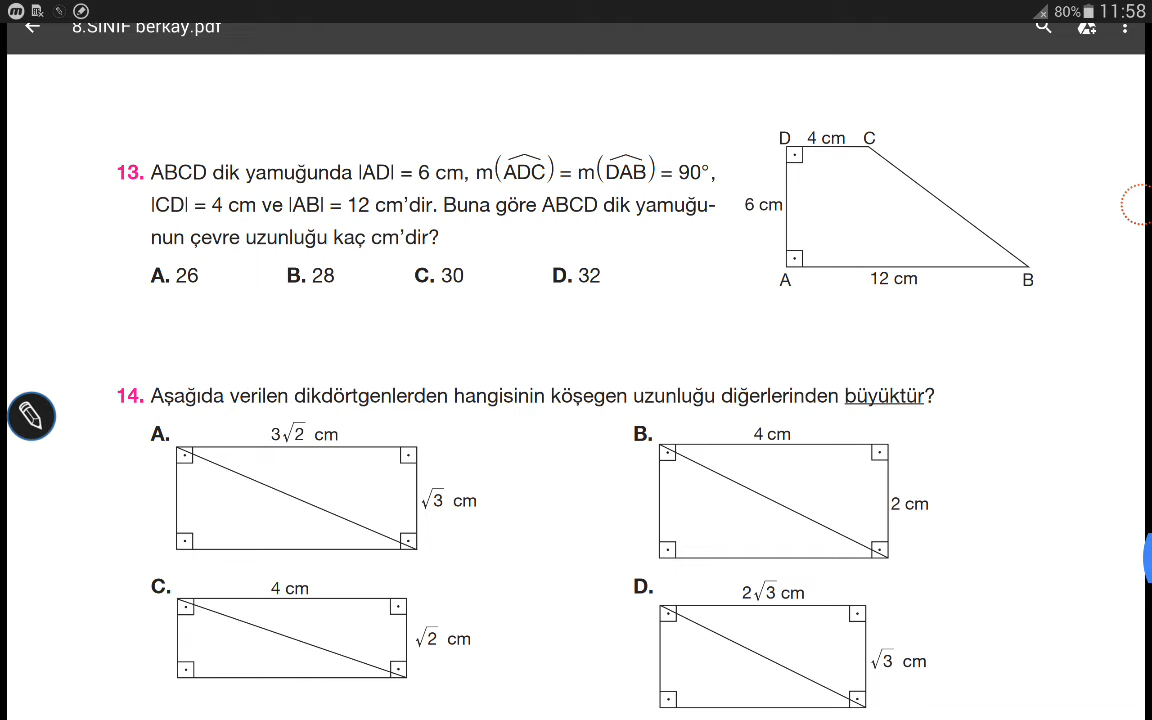 80% 11:58
8.SINIF berkay.pdf
13. ABCD dik yamuğunda |AD| = 6 cm, m(ADC) = m(DAB) = 90°,
|CD| = 4 cm ve |AB| = 12 cm’dir. Buna göre ABCD dik yamuğu-
nun çevre uzunluğu kaç cm’dir?
A. 26 B. 28 C. 30 D. 32
D 4 cm C
6 cm
A 12 cm B
14. Aşağıda verilen dikdörtgenlerden hangisinin köşegen uzunluğu diğerlerinden büyüktür?
A. 3√2 cm
√3 cm
B. 4 cm
2 cm
C. 4 cm
√2 cm
D. 2√3 cm
√3 cm